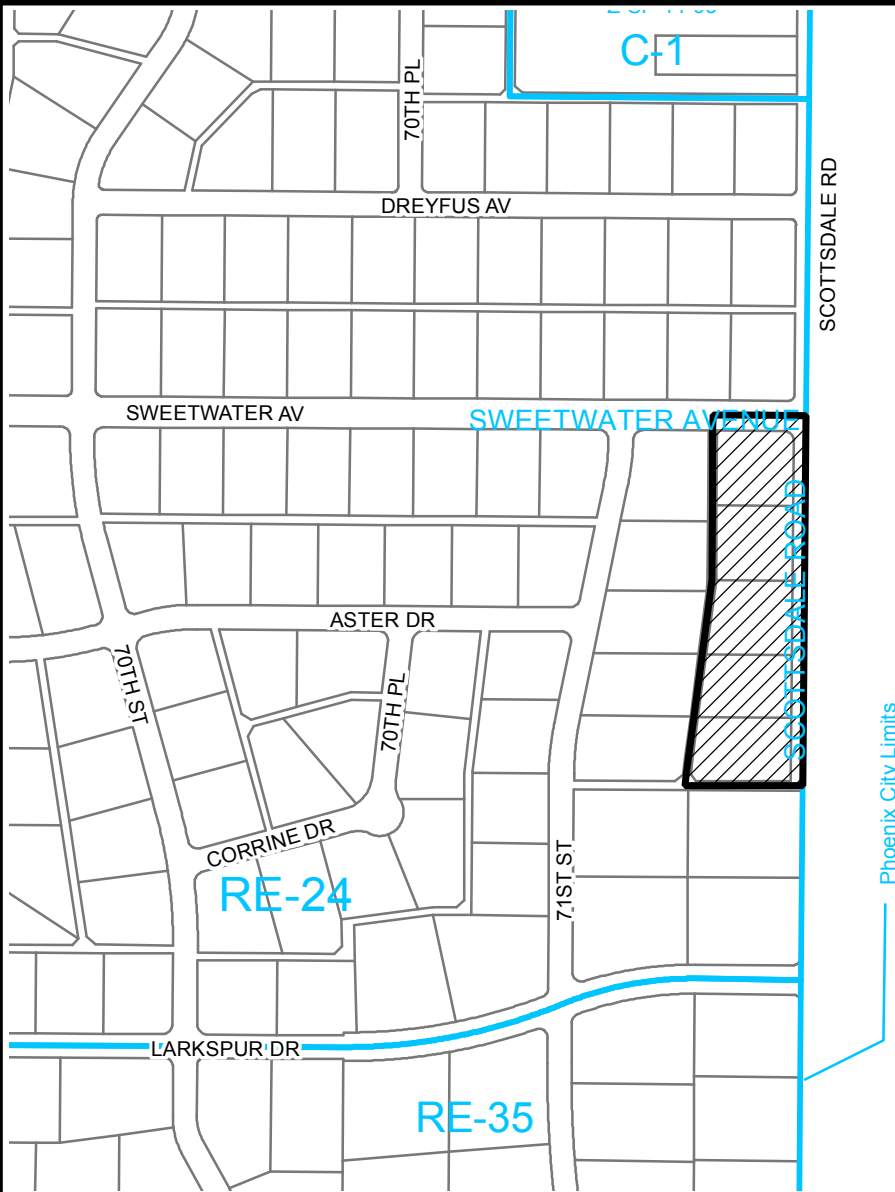 C-1
70TH PL
DREYFUS AV
SCOTTSDALE RD
SWEETWATER AV
SWEETWATER AVENUE
SCOTTSDALE ROAD
ASTER DR
70TH ST
70TH PL
CORRINE DR
RE-24
71ST ST
Phoenix City Limits
LARKSPUR DR
RE-35